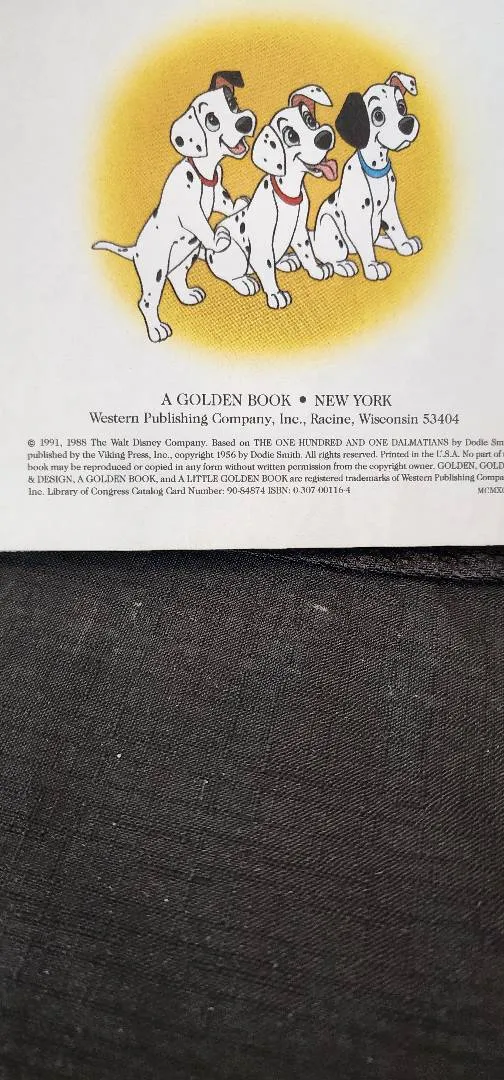 A GOLDEN BOOK • NEW YORK
Western Publishing Company, Inc., Racine, Wisconsin 53404
© 1991, 1988 The Walt Disney Company. Based on THE ONE HUNDRED AND ONE DALMATIANS by Dodie Sm
published by the Viking Press, Inc., copyright 1956 by Dodie Smith. All rights reserved. Printed in the U.S.A. No part of
book may be reproduced or copied in any form without written permission from the copyright owner. GOLDEN, GOLD
& DESIGN, A GOLDEN BOOK, and A LITTLE GOLDEN BOOK are registered trademarks of Western Publishing Compa
Inc. Library of Congress Catalog Card Number: 90-84874 ISBN: 0-307-00116-4 MCMX